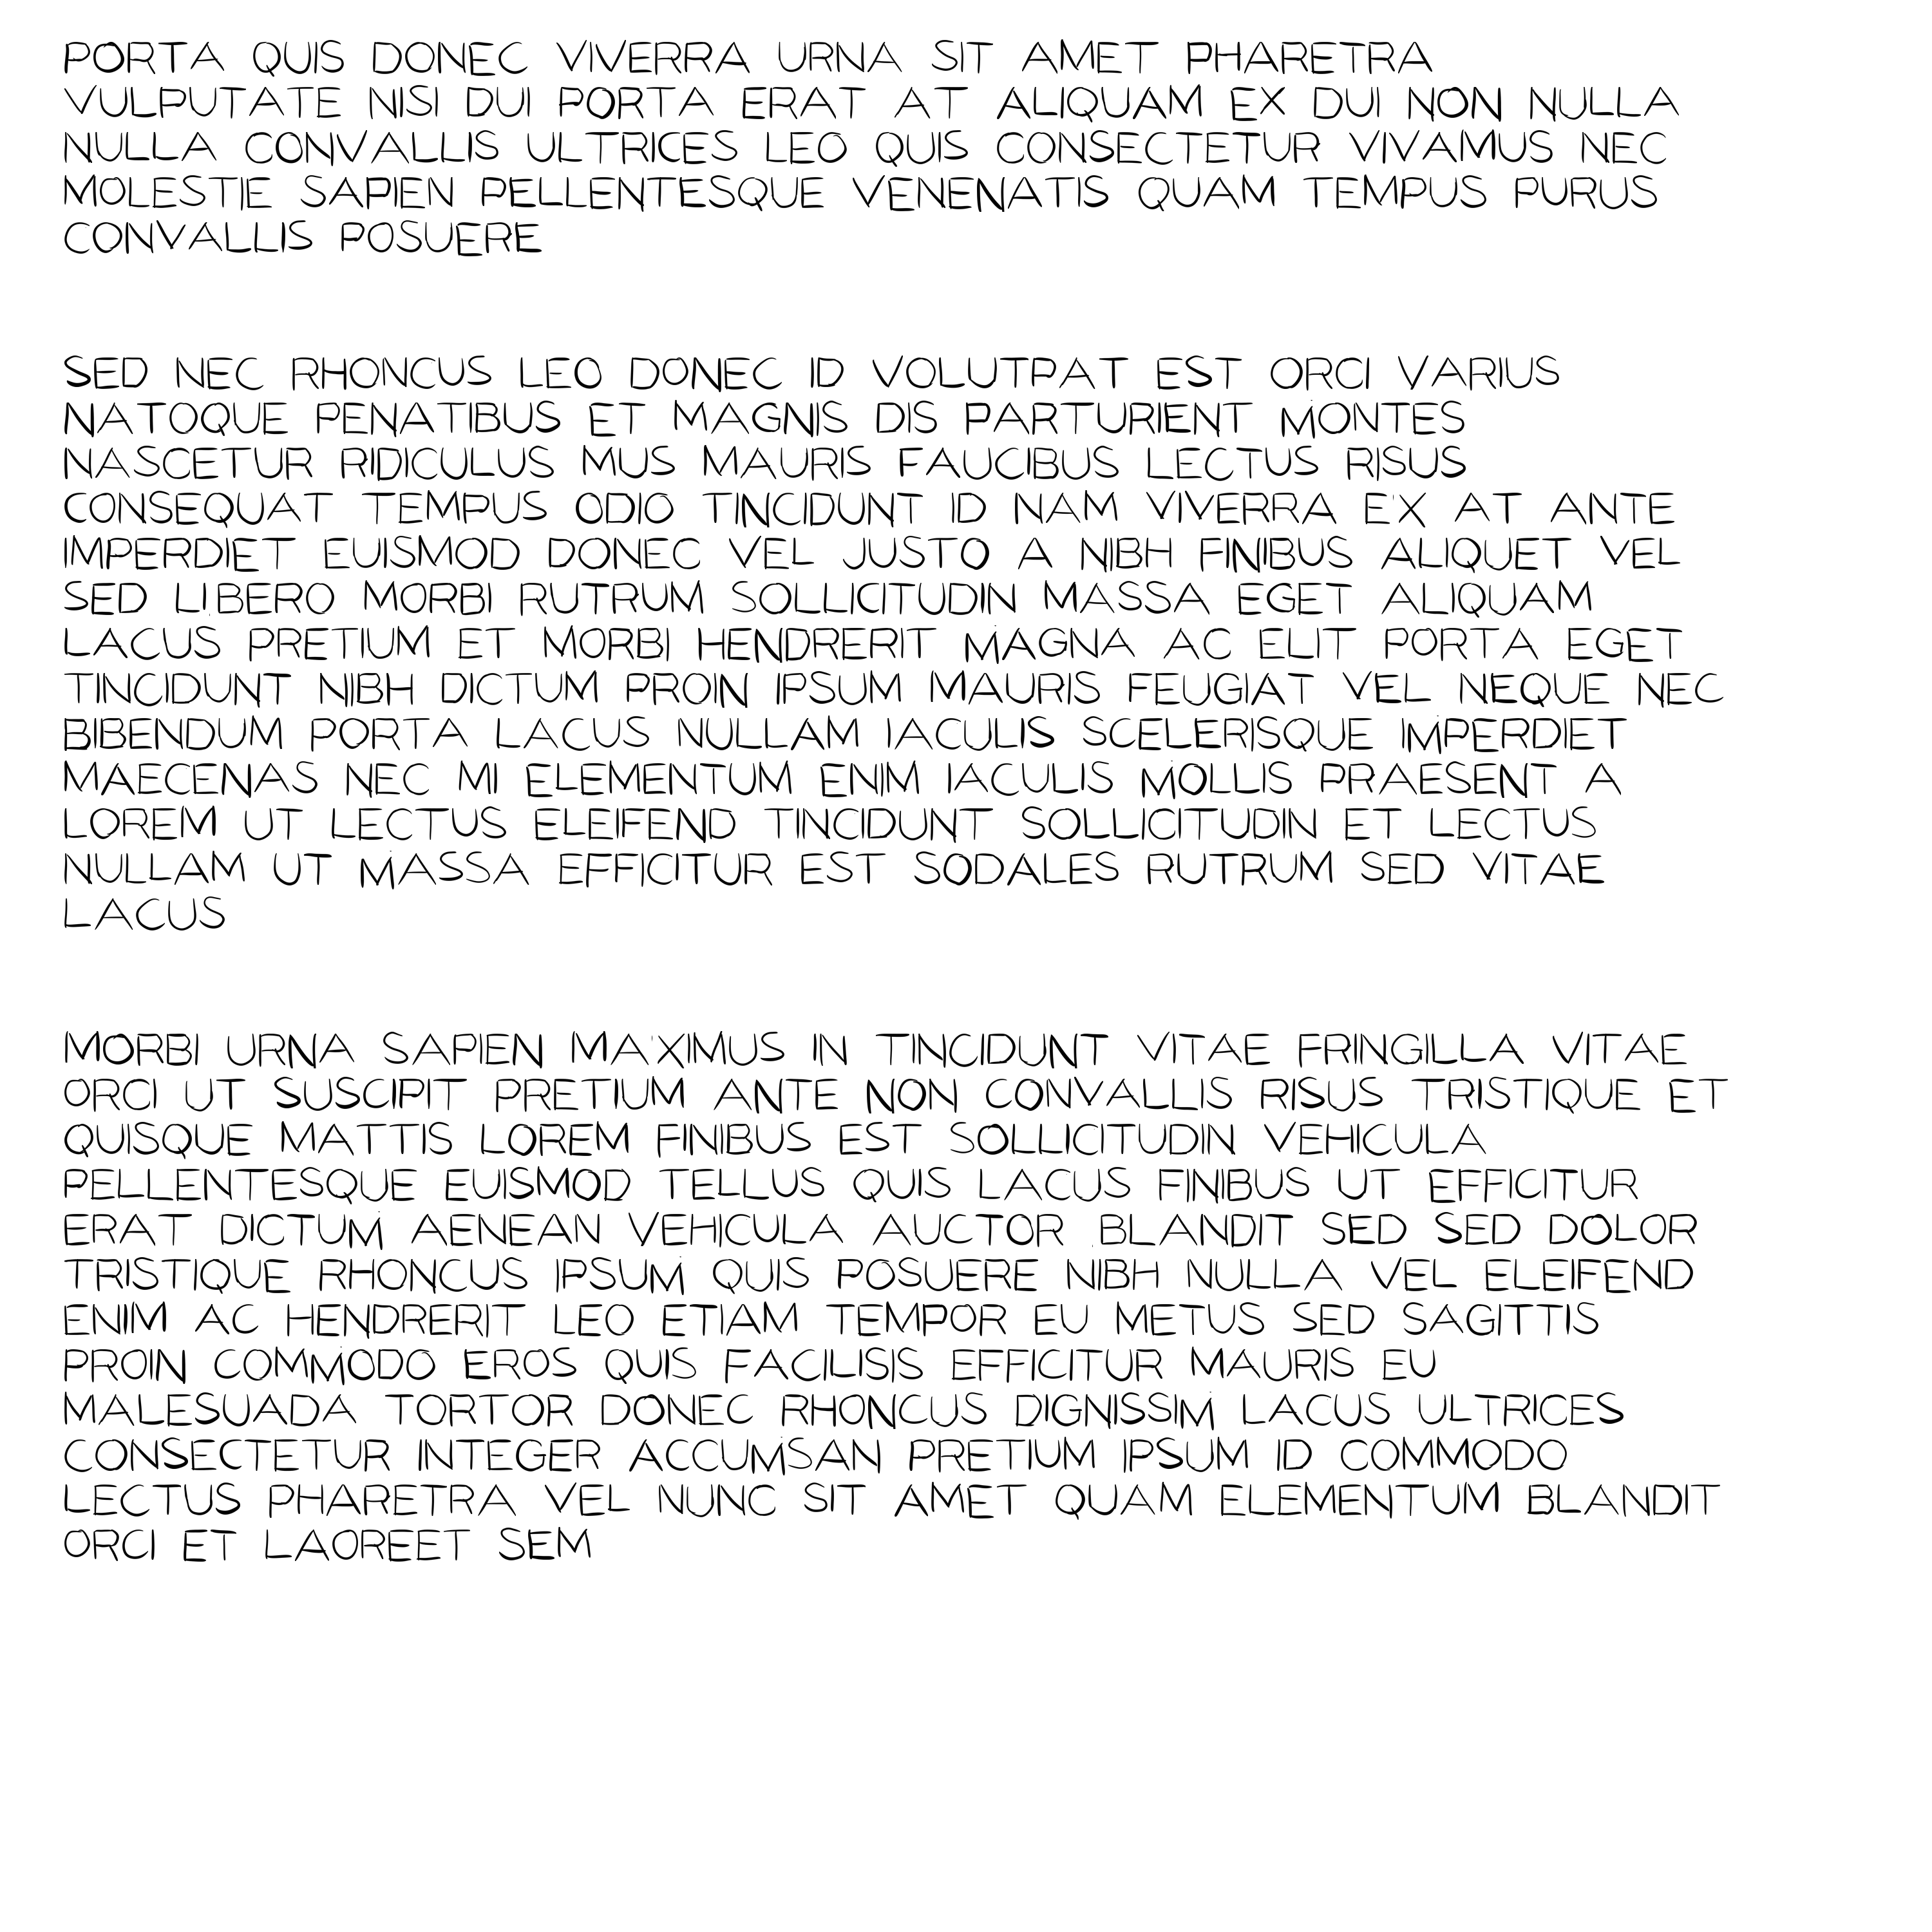 PORTA QUIS DONEC VIVERRA URNA SIT AMET PHARETRA
VULPUTATE NISI DUI PORTA ERAT AT ALIQUAM EX DUI NON NULLA
NULLA CONVALLIS ULTRICES LEO QUIS CONSECTETUR VIVAMUS NEC
MOLESTIE SAPIEN PELLENTESQUE VENENATIS QUAM TEMPUS PURUS
CONVALLIS POSUERE
SED NEC RHONCUS LEO DONEC ID VOLUTPAT EST ORCI VARIUS
NATOQUE PENATIBUS ET MAGNIS DIS PARTURIENT MONTES
NASCETUR RIDICULUS MUS MAURIS FAUCIBUS LECTUS RISUS
CONSEQUAT TEMPUS ODIO TINCIDUNT ID NAM VIVERRA EX AT ANTE
IMPERDIET EUISMOD DONEC VEL JUSTO A NIBH FINIBUS ALIQUET VEL
SED LIBERO MORBI RUTRUM SOLLICITUDIN MASSA EGET ALIQUAM
LACUS PRETIUM ET MORBI HENDRERIT MAGNA AC ELIT PORTA EGET
TINCIDUNT NIBH DICTUM PROIN IPSUM MAURIS FEUGIAT VEL NEQUE NEC
BIBENDUM PORTA LACUS NULLAM IACULIS SCELERISQUE IMPERDIET
MAECENAS NEC MI ELEMENTUM ENIM IACULIS MOLLIS PRAESENT A
LOREM UT LECTUS ELEIFEND TINCIDUNT SOLLICITUDIN ET LECTUS
NULLAM UT MASSA EFFICITUR EST SODALES RUTRUM SED VITAE
LACUS
MORBI URNA SAPIEN MAXIMUS IN TINCIDUNT VITAE FRINGILLA VITAE
ORCI UT SUSCIPIT PRETIUM ANTE NON CONVALLIS RISUS TRISTIQUE ET
QUISQUE MATTIS LOREM FINIBUS EST SOLLICITUDIN VEHICULA
PELLENTESQUE EUISMOD TELLUS QUIS LACUS FINIBUS UT EFFICITUR
ERAT DICTUM AENEAN VEHICULA AUCTOR BLANDIT SED SED DOLOR
TRISTIQUE RHONCUS IPSUM QUIS POSUERE NIBH NULLA VEL ELEIFEND
ENIM AC HENDRERIT LEO ETIAM TEMPOR EU METUS SED SAGITTIS
PROIN COMMODO EROS QUIS FACILISIS EFFICITUR MAURIS EU
MALESUADA TORTOR DONEC RHONCUS DIGNISSIM LACUS ULTRICES
CONSECTETUR INTEGER ACCUMSAN PRETIUM IPSUM ID COMMODO
LECTUS PHARETRA VEL NUNC SIT AMET QUAM ELEMENTUM BLANDIT
ORCI ET LAOREET SEM